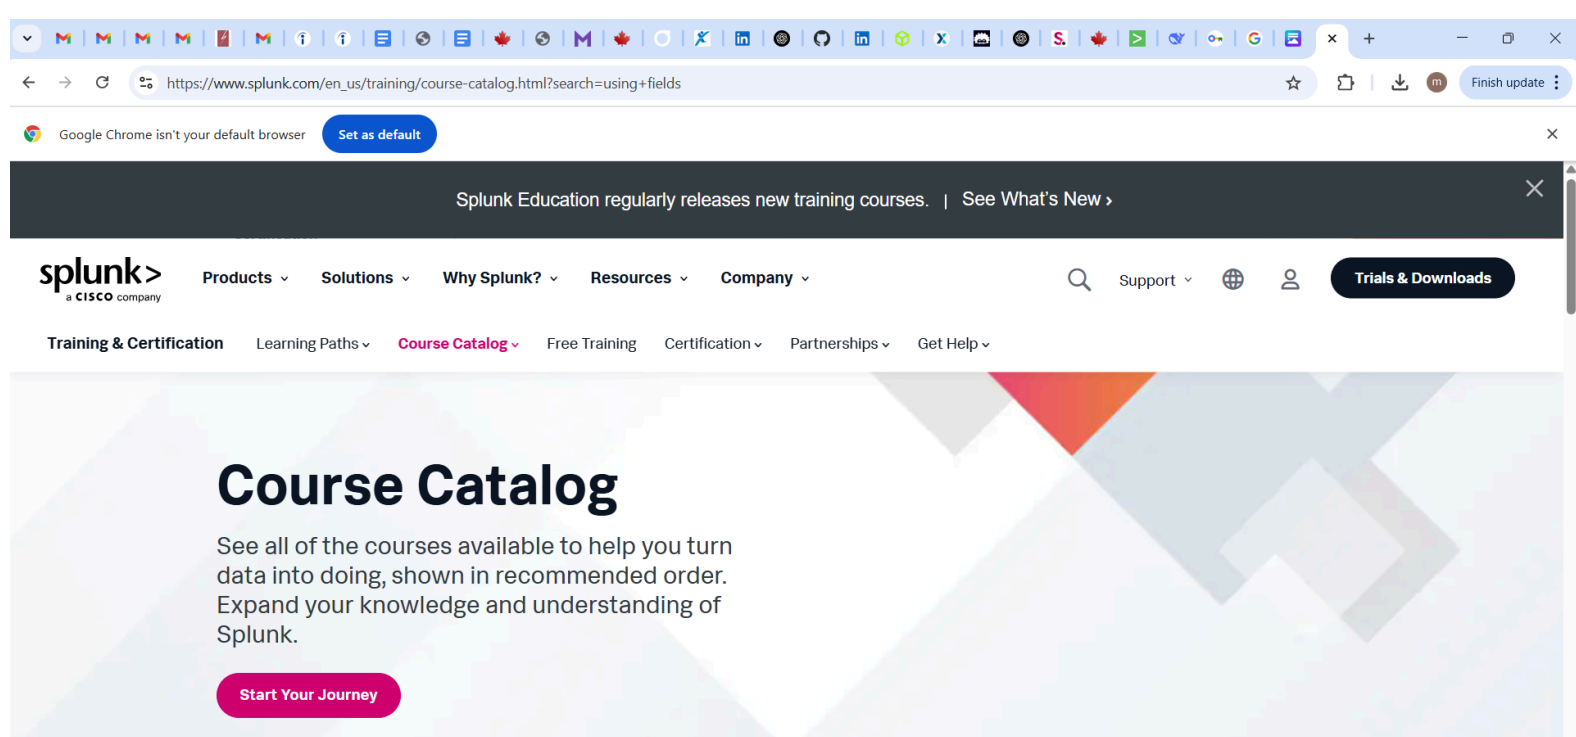 https://www.splunk.com/en_us/training/course-catalog.html?search=using+fields
m
Finish update
Google Chrome isn't your default browser
Set as default
Splunk Education regularly releases new training courses. | See What's New ›
splunk>
a CISCO company
Products
Solutions
Why Splunk?
Resources
Company
Support
Trials & Downloads
Training & Certification
Learning Paths
Course Catalog
Free Training
Certification
Partnerships
Get Help
Course Catalog
See all of the courses available to help you turn
data into doing, shown in recommended order.
Expand your knowledge and understanding of
Splunk.
Start Your Journey